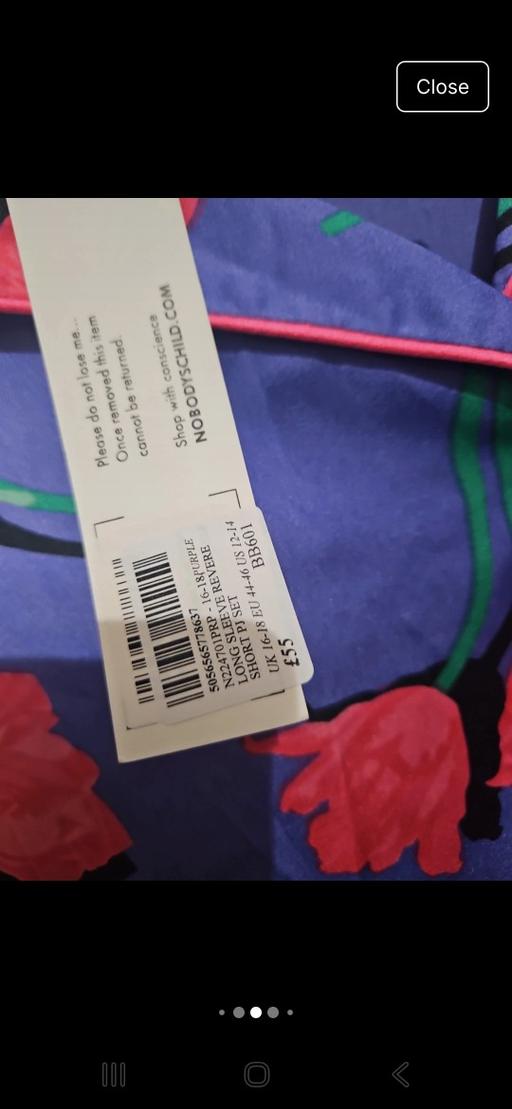 Close
Please do not lose me...
Once removed this item
cannot be returned.
Shop with conscience
NOBODYSCHILD.COM
5056565778637
N224701PRP - 16-18PURPLE
LONG SLEEVE REVERE
SHORT PJ SET
UK 16-18 EU 44-46 US 12-14
BB601
£55